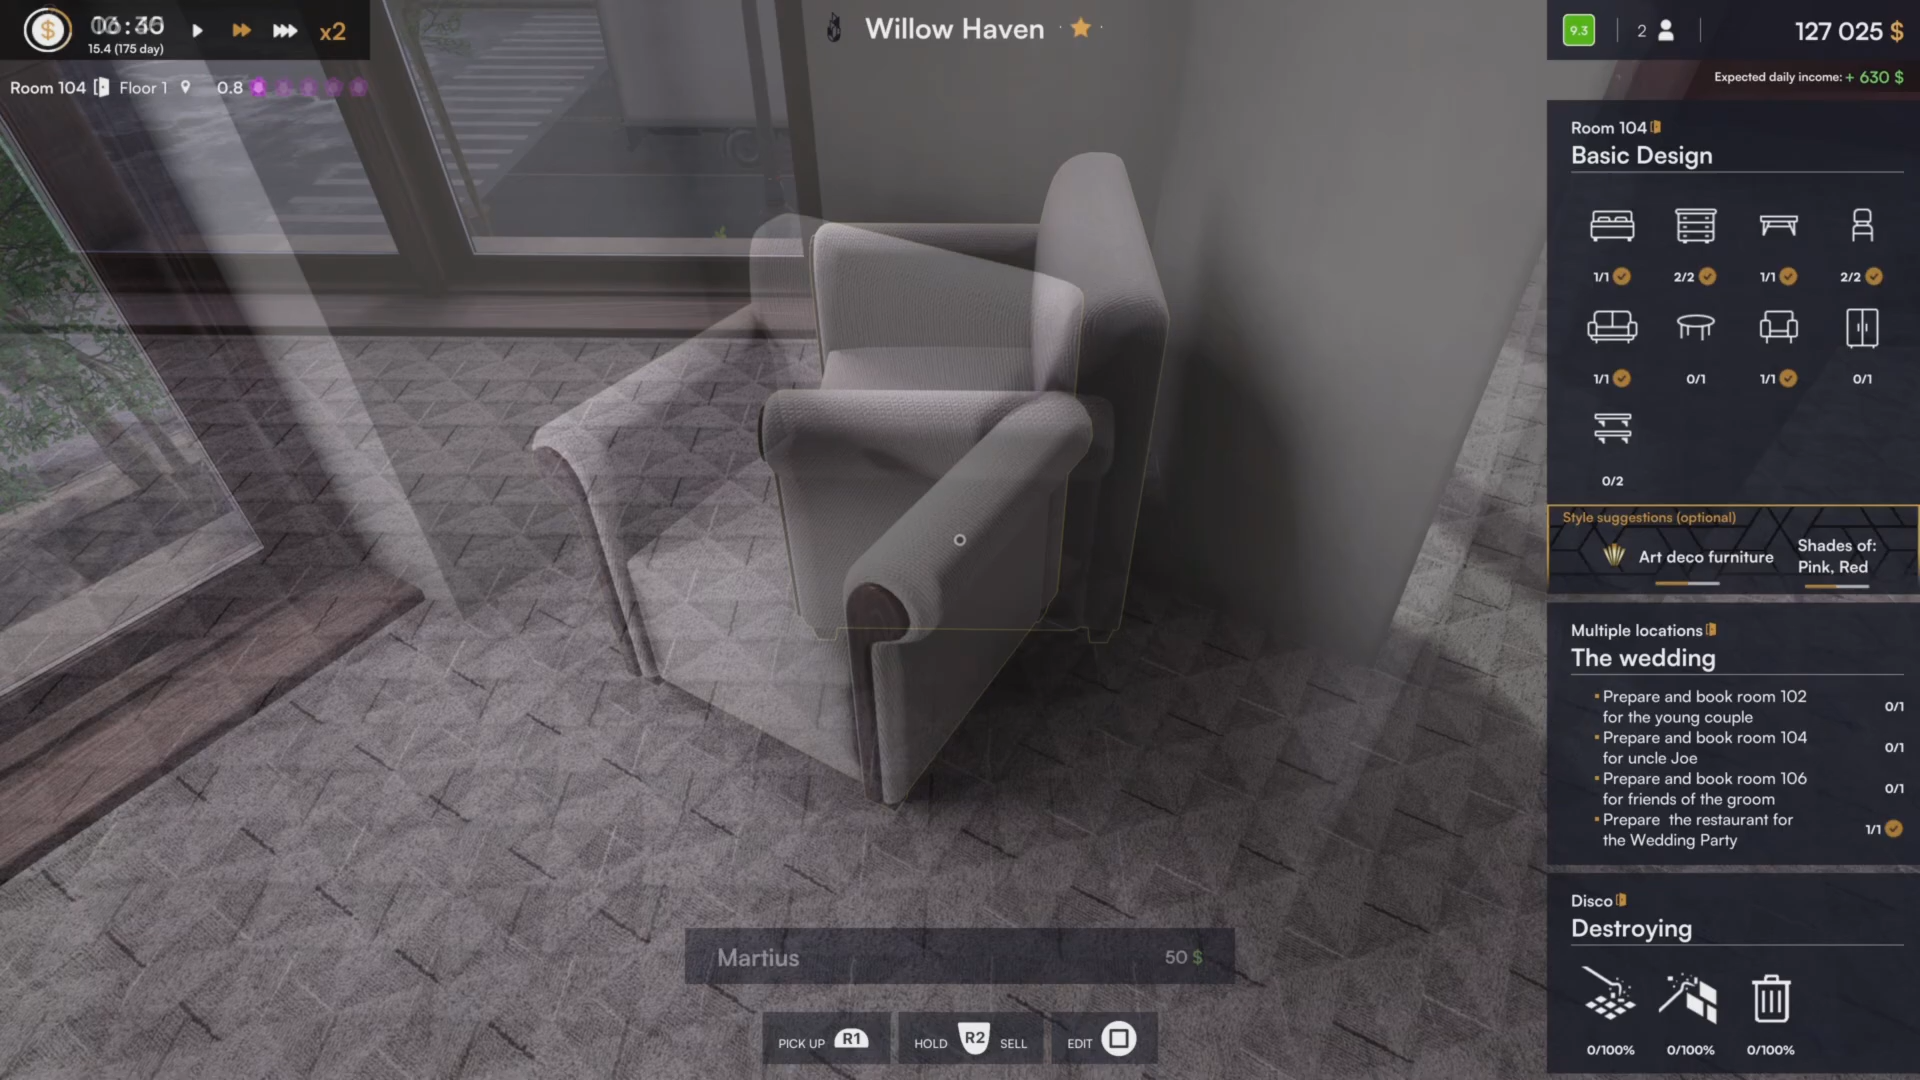 15.4 (175 day)
x2
Willow Haven
9.3
2
127 025 $
Expected daily income: + 630 $
Room 104 Floor 1 0.8
Room 104
Basic Design
1/1 2/2 1/1 2/2
1/1 0/1 1/1 0/1
0/2
Style suggestions (optional)
Art deco furniture
Shades of:
Pink, Red
Multiple locations
The wedding
Prepare and book room 102
for the young couple
0/1
Prepare and book room 104
for uncle Joe
0/1
Prepare and book room 106
for friends of the groom
0/1
Prepare the restaurant for
the Wedding Party
1/1
Disco
Destroying
0/100% 0/100% 0/100%
Martius 50 $
PICK UP R1 HOLD R2 SELL EDIT